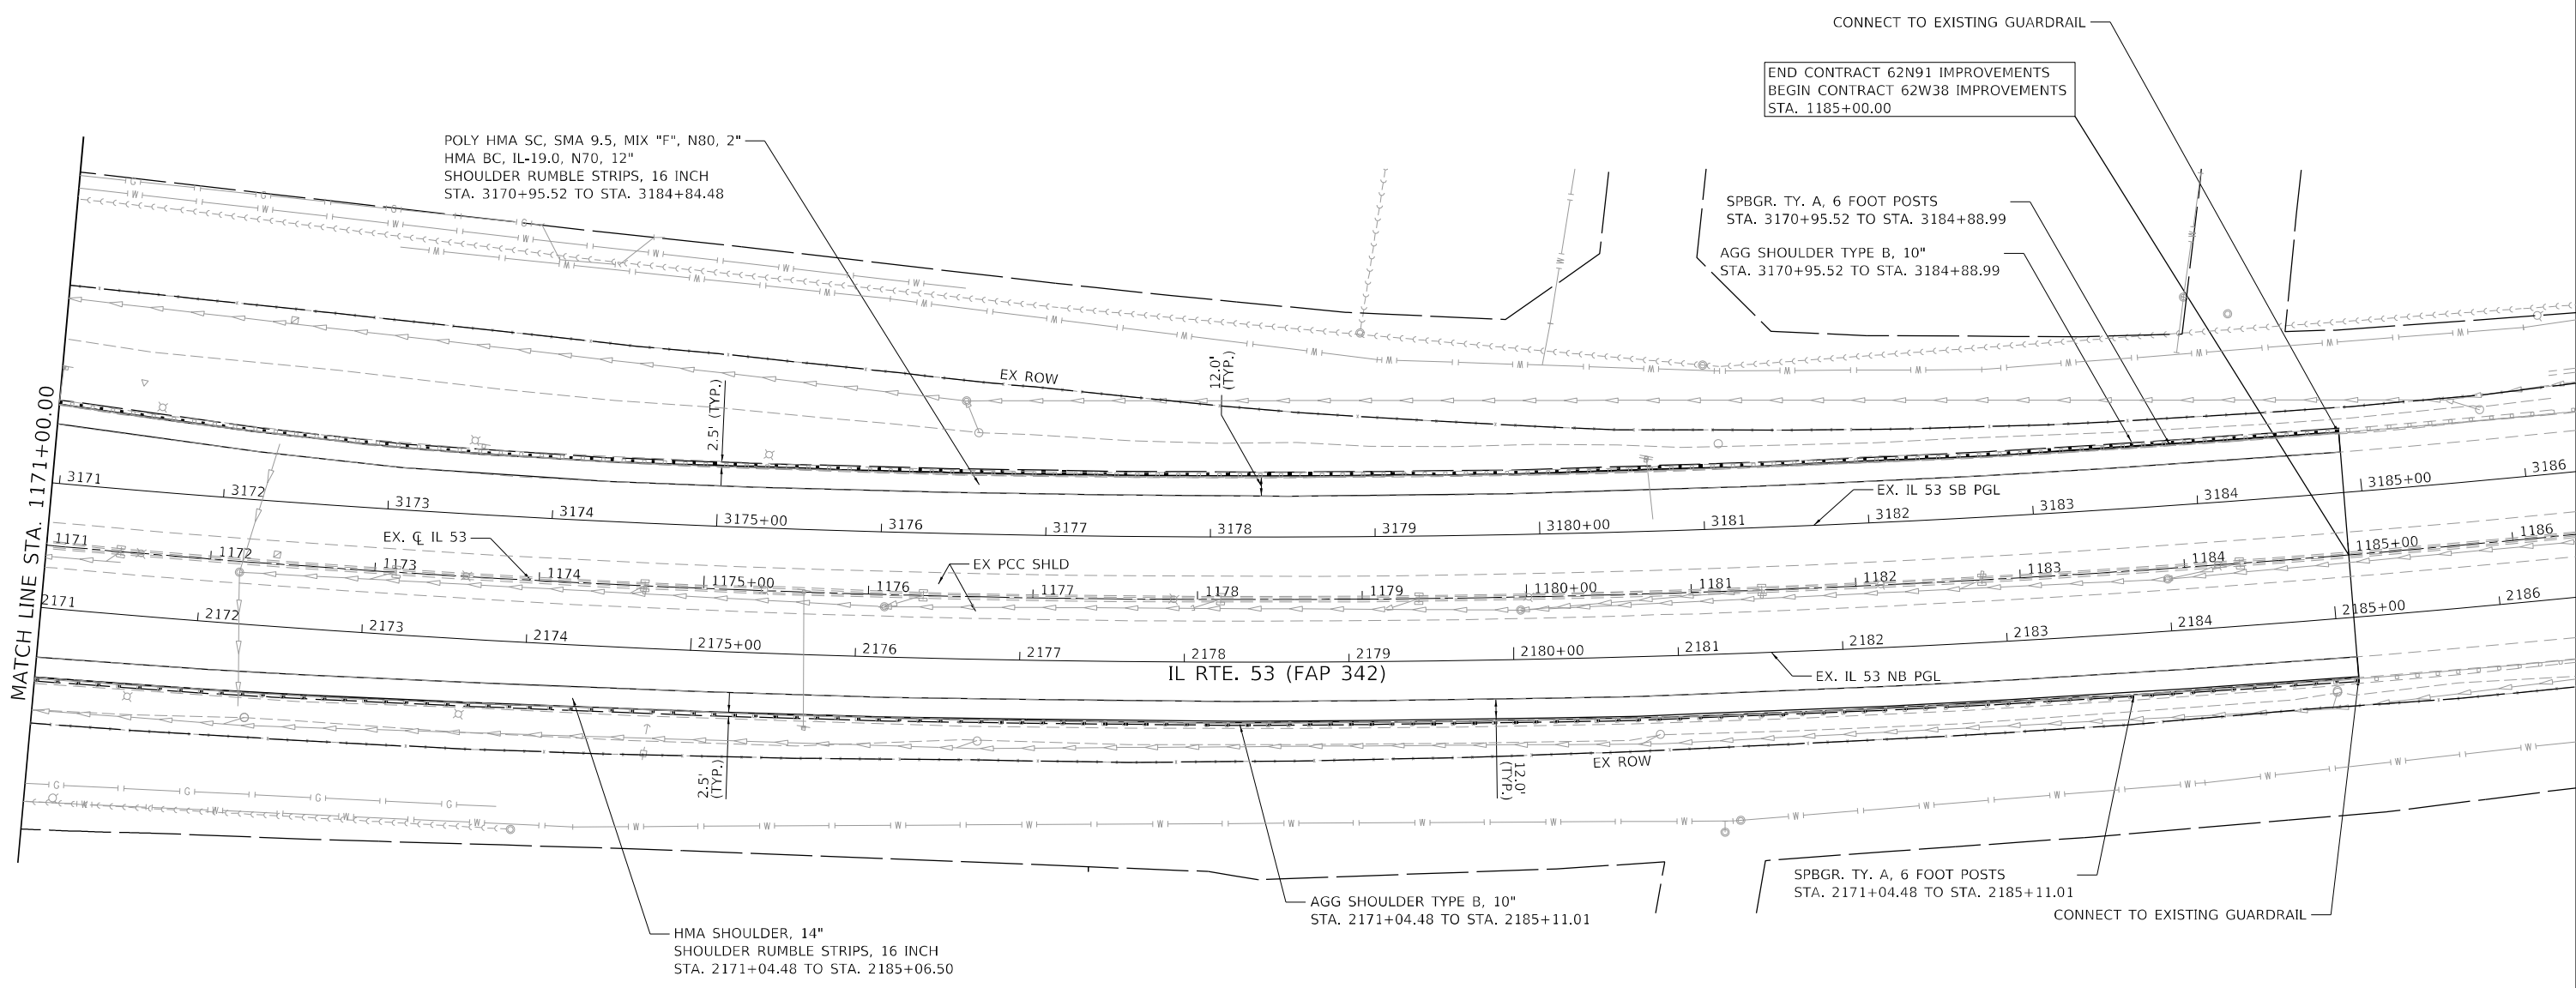 CONNECT TO EXISTING GUARDRAIL
END CONTRACT 62N91 IMPROVEMENTS
BEGIN CONTRACT 62W38 IMPROVEMENTS
STA. 1185+00.00
POLY HMA SC, SMA 9.5, MIX "F", N80, 2"
HMA BC, IL-19.0, N70, 12"
SHOULDER RUMBLE STRIPS, 16 INCH
STA. 3170+95.52 TO STA. 3184+84.48
SPBGR. TY. A, 6 FOOT POSTS
STA. 3170+95.52 TO STA. 3184+88.99
AGG SHOULDER TYPE B, 10"
STA. 3170+95.52 TO STA. 3184+88.99
EX ROW
12.0'
(TYP.)
2.5' (TYP.)
MATCH LINE STA. 1171+00.00
3171
3172
3173
3174
3175+00
3176
3177
3178
3179
3180+00
3181
3182
3183
3184
3185+00
3186
EX. IL 53 SB PGL
EX. ℄ IL 53
EX PCC SHLD
1171
1172
1173
1174
1175+00
1176
1177
1178
1179
1180+00
1181
1182
1183
1184
1185+00
1186
2171
2172
2173
2174
2175+00
2176
2177
2178
2179
2180+00
2181
2182
2183
2184
2185+00
2186
IL RTE. 53 (FAP 342)
EX. IL 53 NB PGL
2.5'
(TYP.)
12.0'
(TYP.)
EX ROW
SPBGR. TY. A, 6 FOOT POSTS
STA. 2171+04.48 TO STA. 2185+11.01
AGG SHOULDER TYPE B, 10"
STA. 2171+04.48 TO STA. 2185+11.01
CONNECT TO EXISTING GUARDRAIL
HMA SHOULDER, 14"
SHOULDER RUMBLE STRIPS, 16 INCH
STA. 2171+04.48 TO STA. 2185+06.50